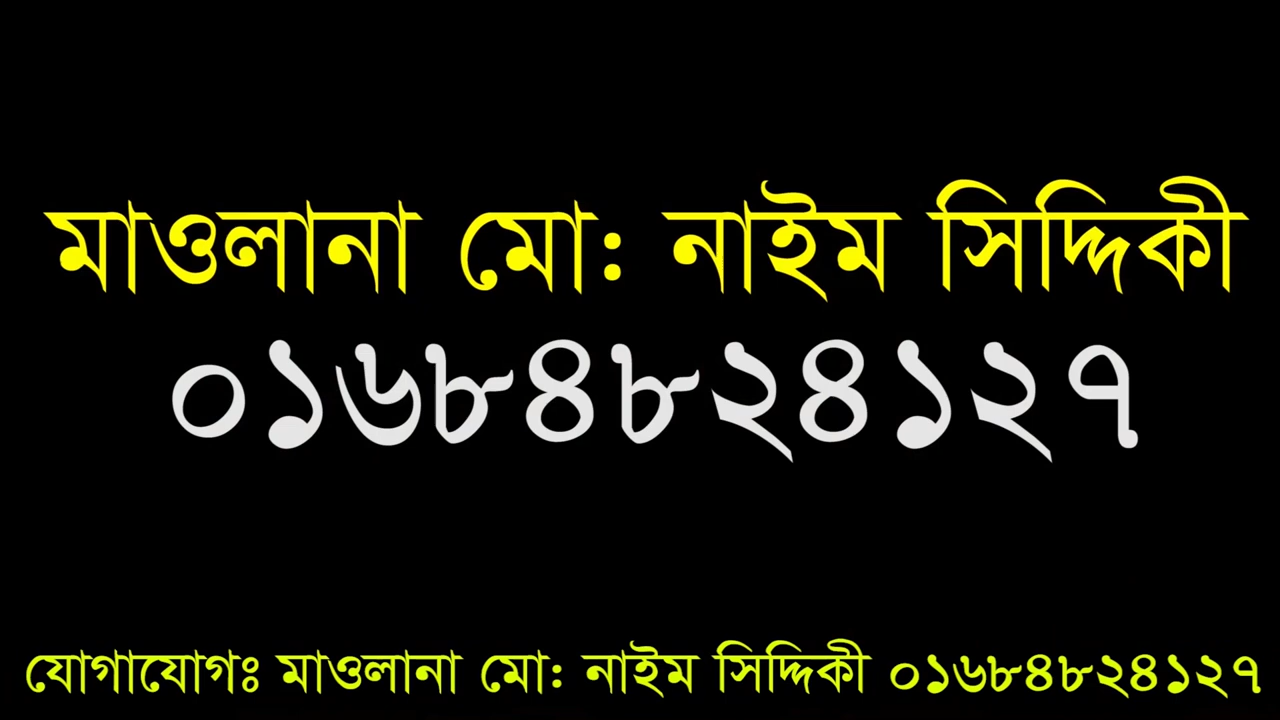 মাওলানা মো: নাইম সিদ্দিকী
০১৬৮৪৮২৪১২৭
যোগাযোগঃ মাওলানা মো: নাইম সিদ্দিকী ০১৬৮৪৮২৪১২৭